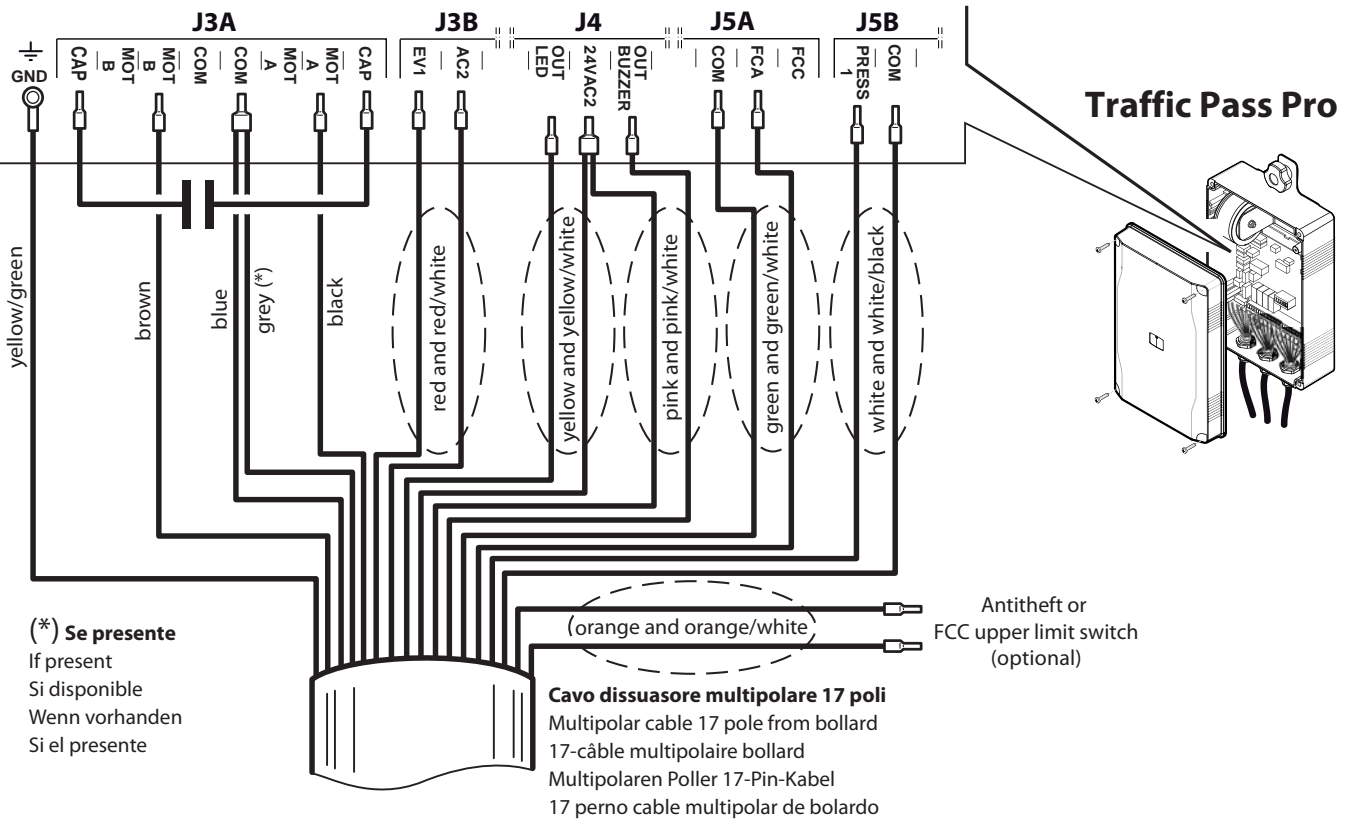 J3A
J3B
J4
J5A
J5B
GND
CAP
MOT
B
MOT
B
COM
COM
MOT
A
MOT
A
CAP
EV1
AC2
OUT
LED
24VAC2
OUT
BUZZER
COM
FCA
FCC
PRESS
1
COM
Traffic Pass Pro
yellow/green
brown
blue
grey (*)
black
red and red/white
yellow and yellow/white
pink and pink/white
green and green/white
white and white/black
orange and orange/white
Antitheft or
FCC upper limit switch
(optional)
(*) Se presente
If present
Si disponible
Wenn vorhanden
Si el presente
Cavo dissuasore multipolare 17 poli
Multipolar cable 17 pole from bollard
17-câble multipolaire bollard
Multipolaren Poller 17-Pin-Kabel
17 perno cable multipolar de bolardo